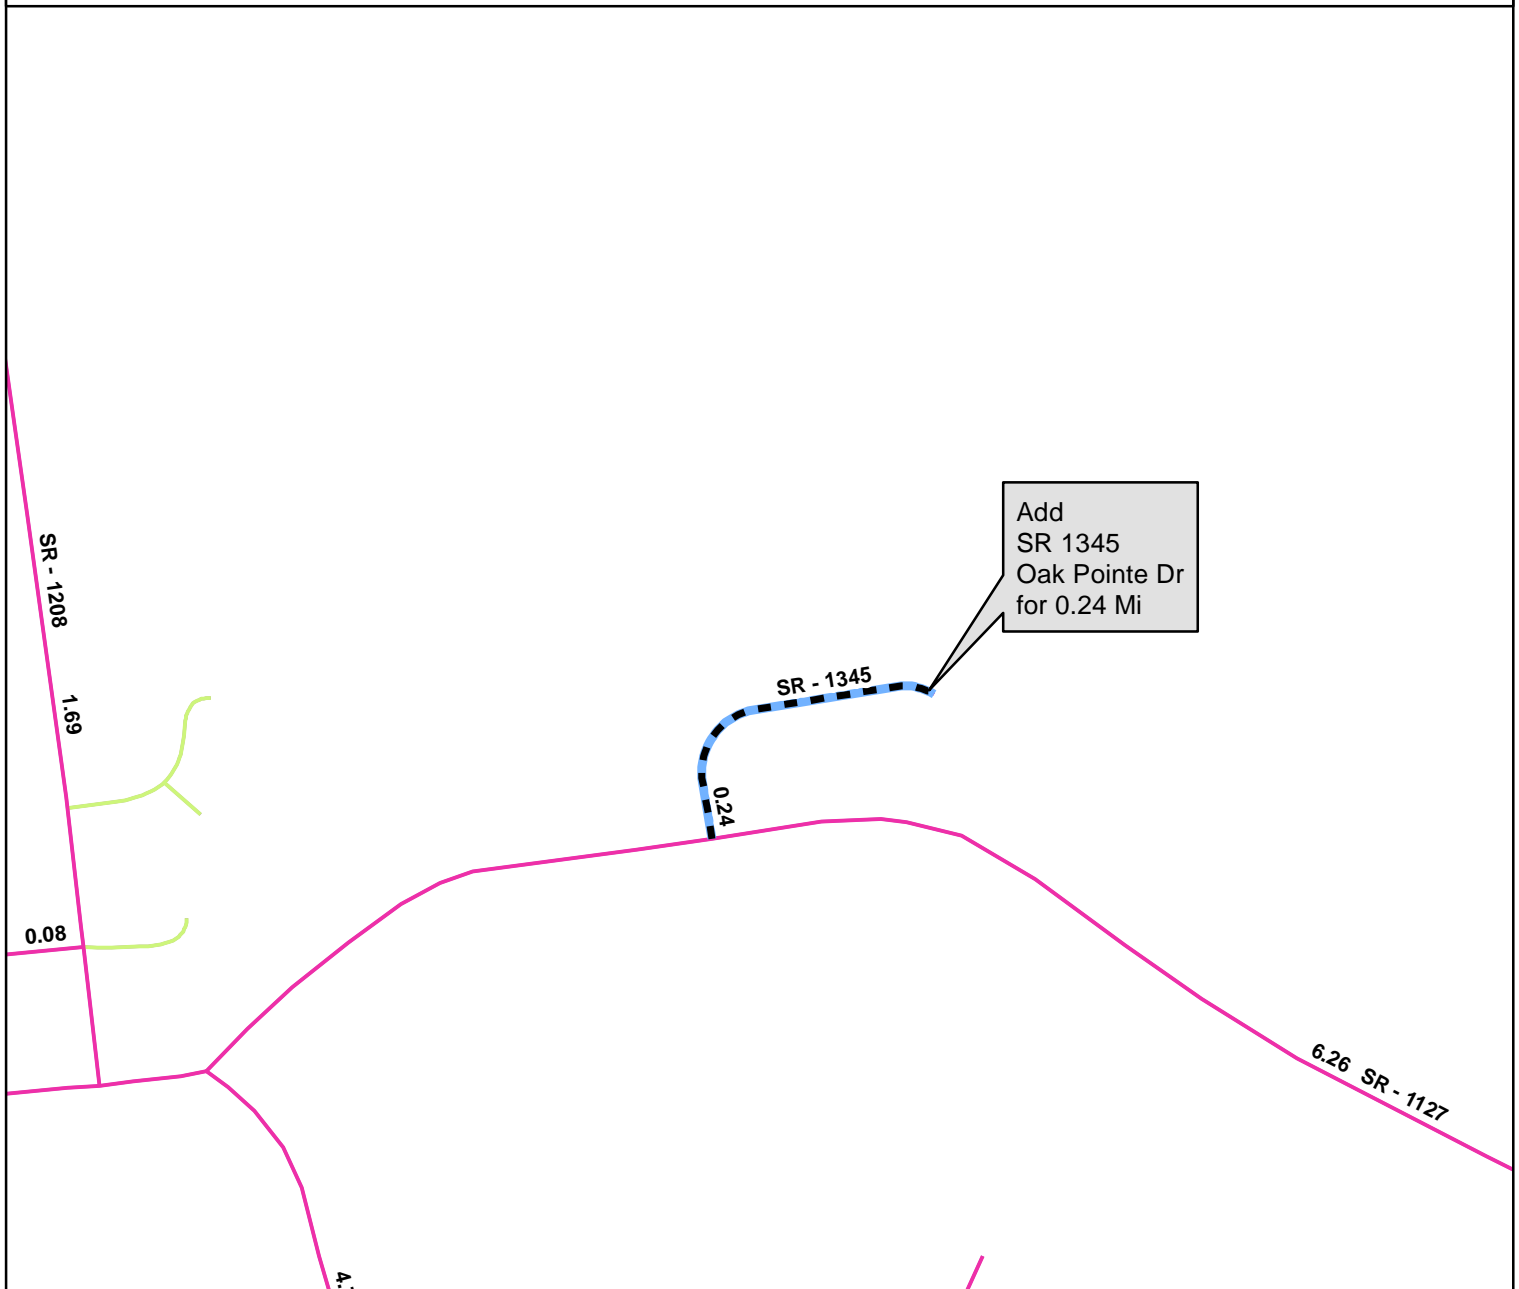 Add
SR 1345
Oak Pointe Dr
for 0.24 Mi
SR - 1208
SR - 1345
1.69
0.24
0.08
6.26 SR - 1127